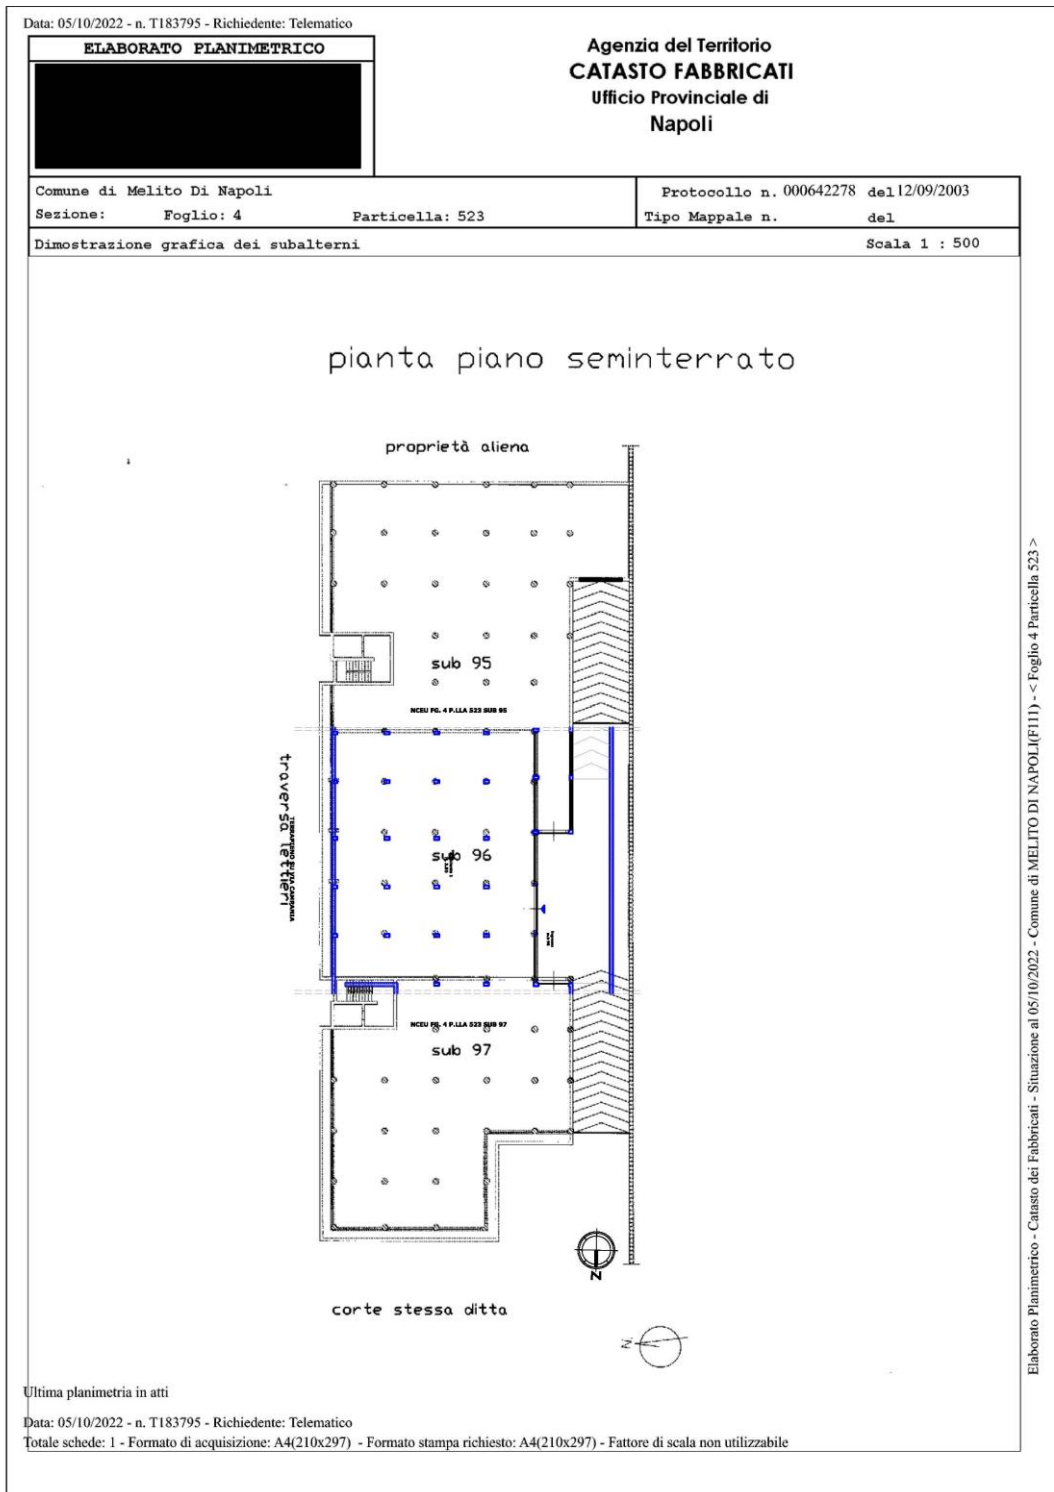 Data: 05/10/2022 - n. T183795 - Richiedente: Telematico
ELABORATO PLANIMETRICO
Agenzia del Territorio
CATASTO FABBRICATI
Ufficio Provinciale di
Napoli
Comune di Melito Di Napoli
Protocollo n. 000642278 del 12/09/2003
Sezione: Foglio: 4 Particella: 523
Tipo Mappale n. del
Dimostrazione grafica dei subalterni
Scala 1 : 500
pianta piano seminterrato
proprietà aliena
sub 95
NCEU FG. 4 P.LLA 523 SUB 95
traversa lettieri
sub 96
NCEU FG. 4 P.LLA 523 SUB 97
sub 97
N
corte stessa ditta
N
Elaborato Planimetrico - Catasto dei Fabbricati - Situazione al 05/10/2022 - Comune di MELITO DI NAPOLI(F111) - < Foglio 4 Particella 523 >
Ultima planimetria in atti
Data: 05/10/2022 - n. T183795 - Richiedente: Telematico
Totale schede: 1 - Formato di acquisizione: A4(210x297) - Formato stampa richiesto: A4(210x297) - Fattore di scala non utilizzabile